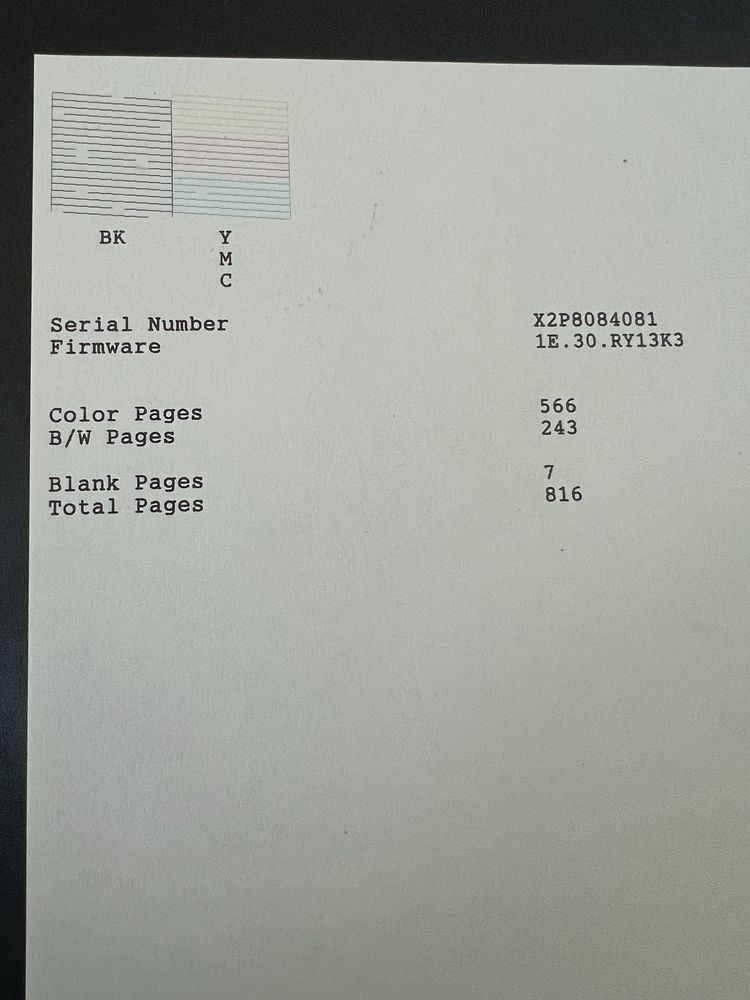 BK Y
M
C
Serial Number X2P8084081
Firmware 1E.30.RY13K3
Color Pages 566
B/W Pages 243
Blank Pages 7
Total Pages 816